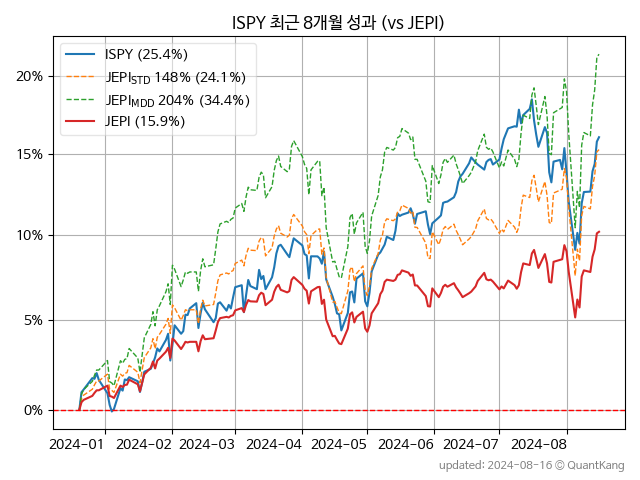 ISPY 최근 8개월 성과 (vs JEPI)
ISPY (25.4%)
JEPISTD 148% (24.1%)
JEPIMDD 204% (34.4%)
JEPI (15.9%)
20%
15%
10%
5%
0%
2024-01 2024-02 2024-03 2024-04 2024-05 2024-06 2024-07 2024-08
updated: 2024-08-16 © QuantKang